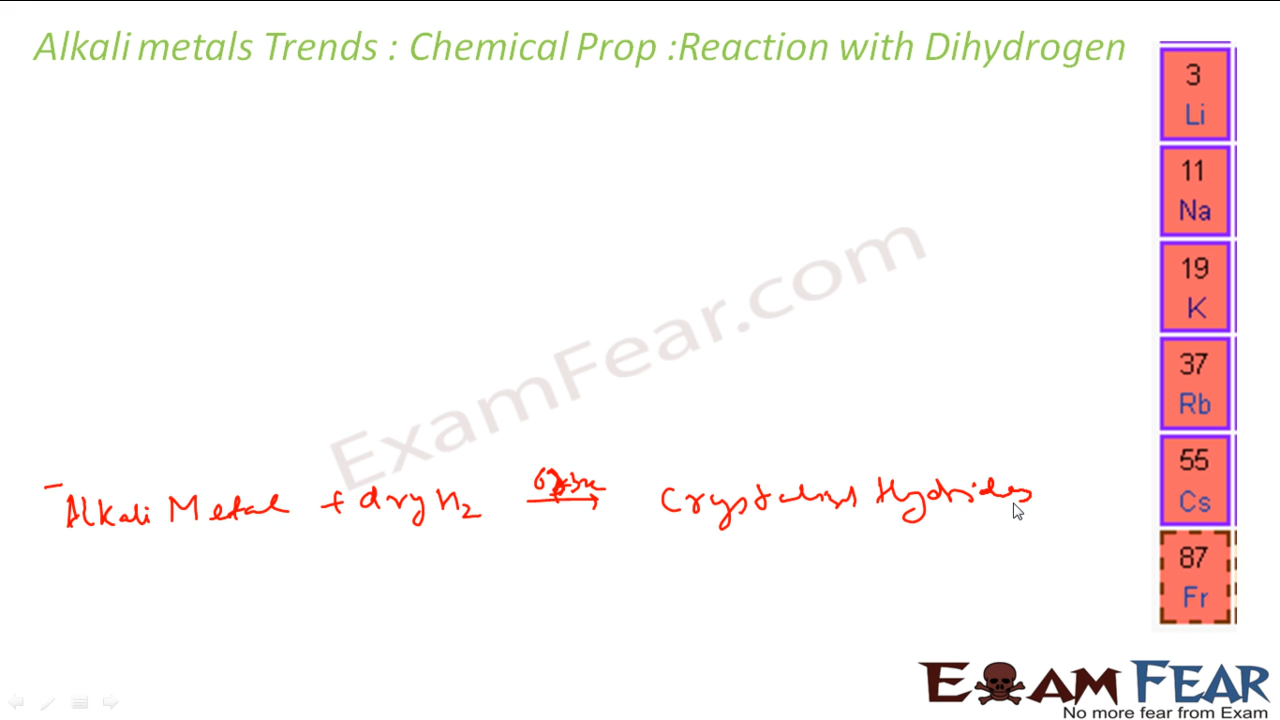 Alkali metals Trends : Chemical Prop :Reaction with Dihydrogen
3
Li
11
Na
19
K
37
Rb
55
Cs
87
Fr
ExamFear.com
Alkali Metal + dry H2 → Hydrides
EXAM FEAR
No more fear from Exam